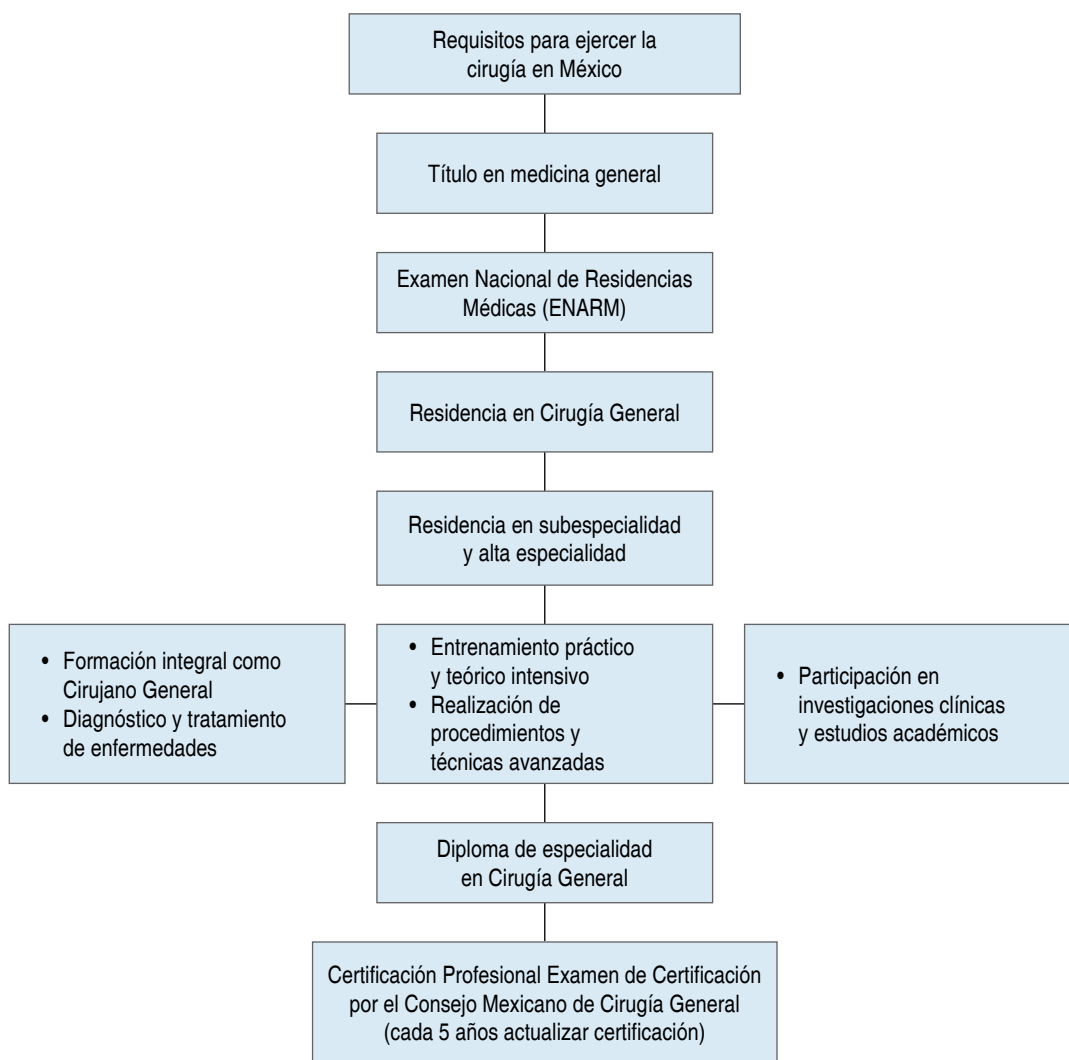 Requisitos para ejercer la
cirugía en México
Título en medicina general
Examen Nacional de Residencias
Médicas (ENARM)
Residencia en Cirugía General
Residencia en subespecialidad
y alta especialidad
• Formación integral como
Cirujano General
• Diagnóstico y tratamiento
de enfermedades
• Entrenamiento práctico
y teórico intensivo
• Realización de
procedimientos y
técnicas avanzadas
• Participación en
investigaciones clínicas
y estudios académicos
Diploma de especialidad
en Cirugía General
Certificación Profesional Examen de Certificación
por el Consejo Mexicano de Cirugía General
(cada 5 años actualizar certificación)